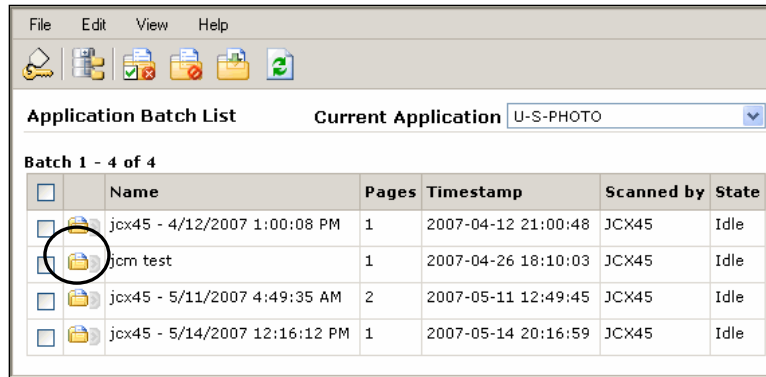 File Edit View Help
Application Batch List Current Application U-S-PHOTO
Batch 1 - 4 of 4
Name Pages Timestamp Scanned by State
jcx45 - 4/12/2007 1:00:08 PM 1 2007-04-12 21:00:48 JCX45 Idle
jcm test 1 2007-04-26 18:10:03 JCX45 Idle
jcx45 - 5/11/2007 4:49:35 AM 2 2007-05-11 12:49:45 JCX45 Idle
jcx45 - 5/14/2007 12:16:12 PM 1 2007-05-14 20:16:59 JCX45 Idle